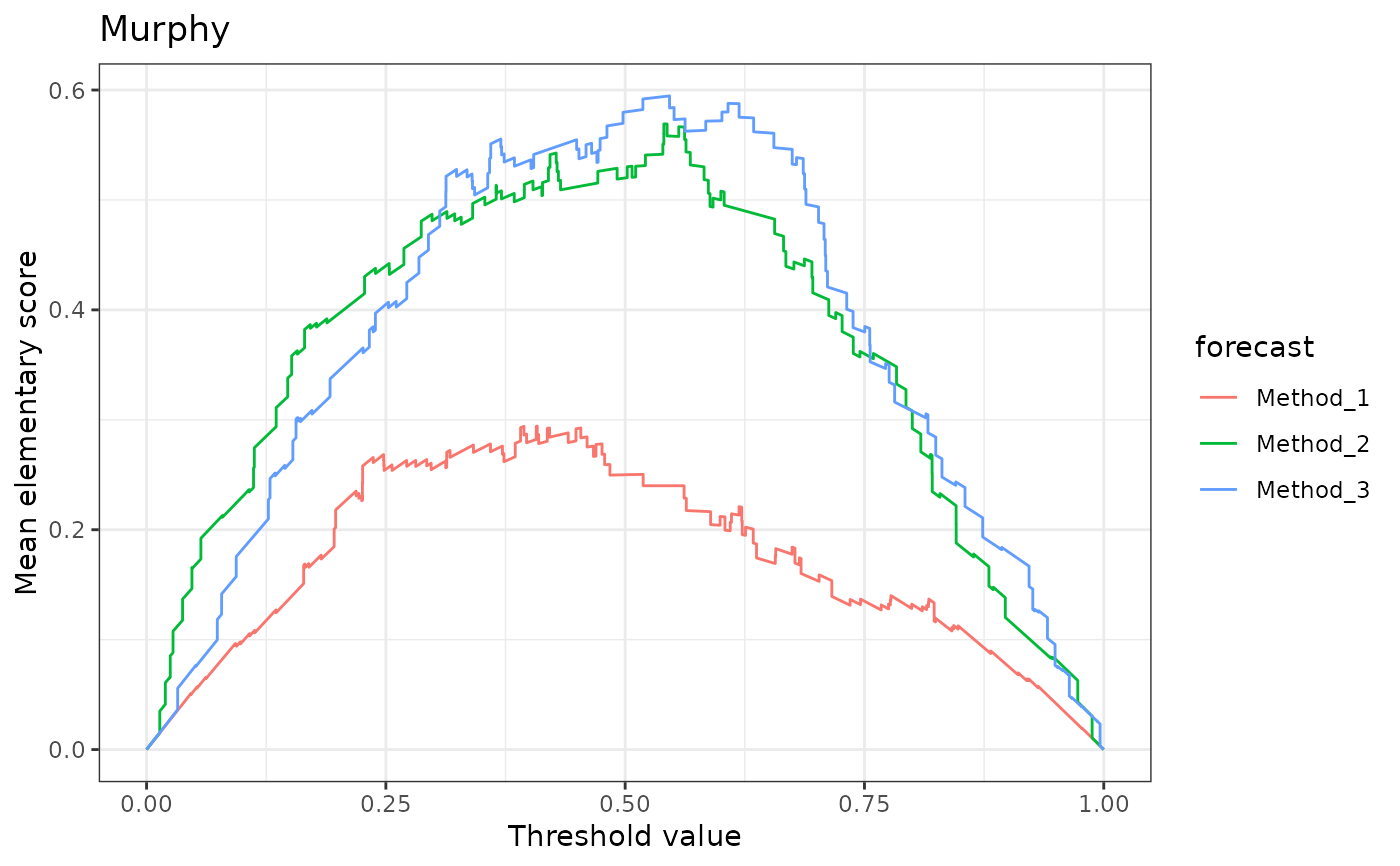 Murphy
Mean elementary score
0.6
0.4
0.2
0.0
0.00 0.25 0.50 0.75 1.00
Threshold value
forecast
Method_1
Method_2
Method_3